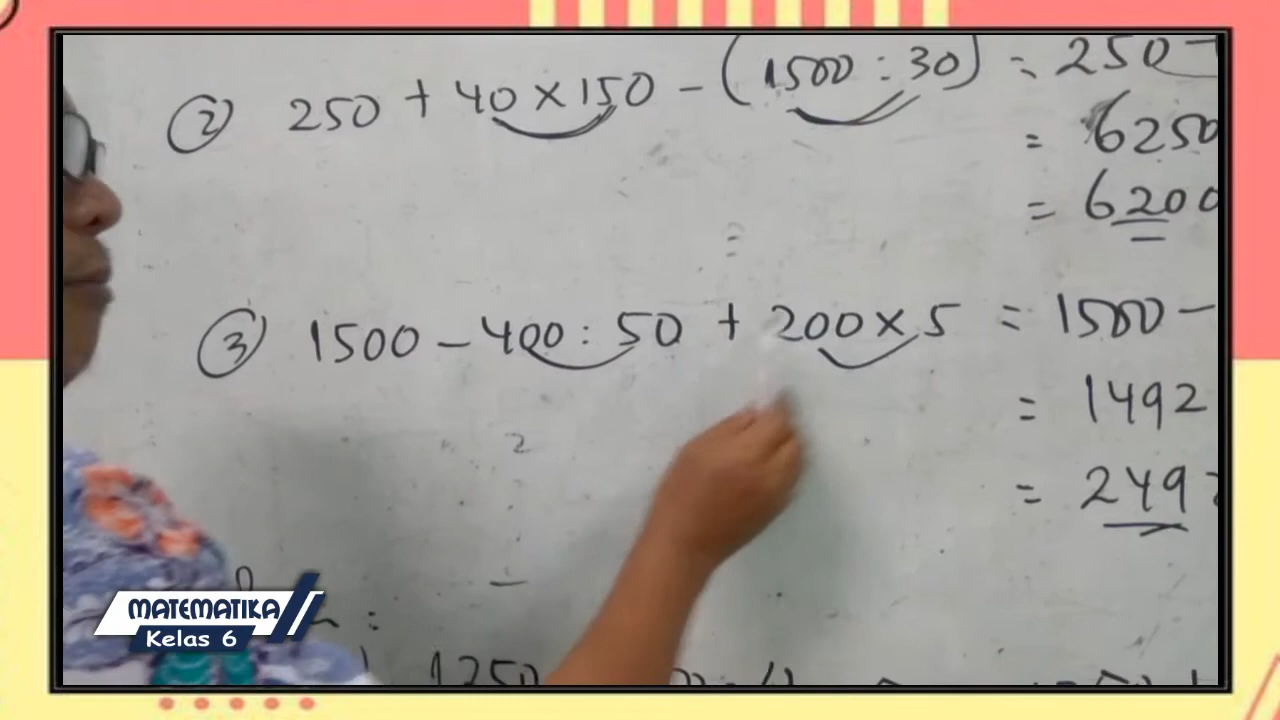 ② 250 + 40 × 150 - (1500 : 30) = 250
= 6250
= 6200
③ 1500 - 400 : 50 + 200 × 5 = 1500 -
= 1492
= 249
MATEMATIKA
Kelas 6
1250